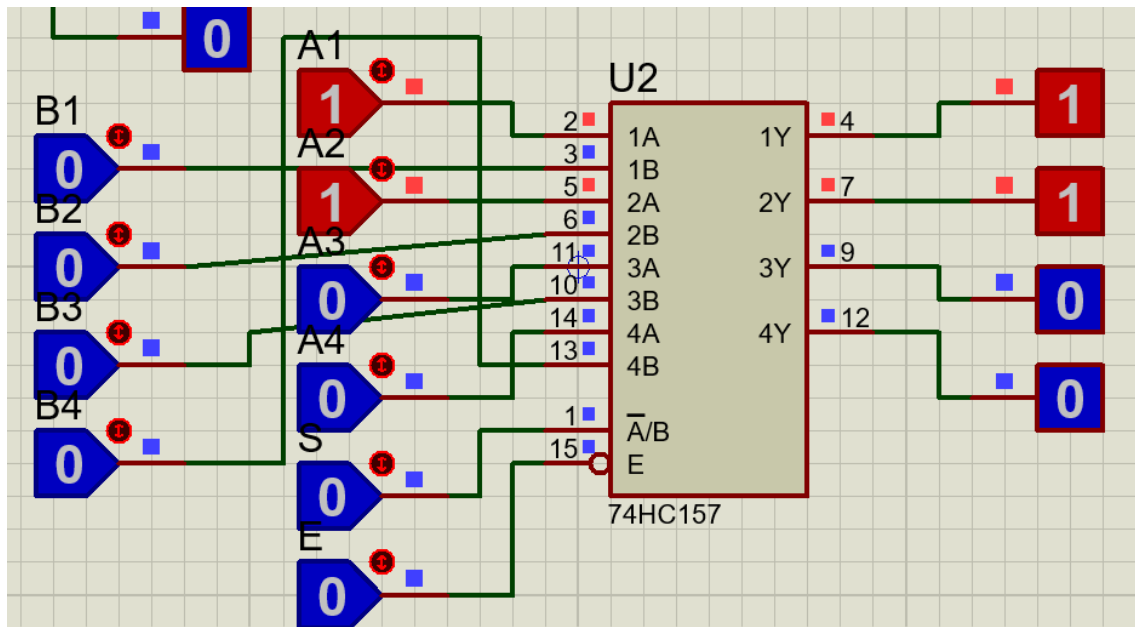 0
A1
1
B1
0
A2
1
B2
0
A3
0
B3
0
A4
0
B4
0
S
0
E
0
U2
2 1A 1Y 4 1
3 1B
5 2A 2Y 7 1
6 2B
11 3A 3Y 9 0
10 3B
14 4A 4Y 12 0
13 4B
1 A̅/B
15 E
74HC157